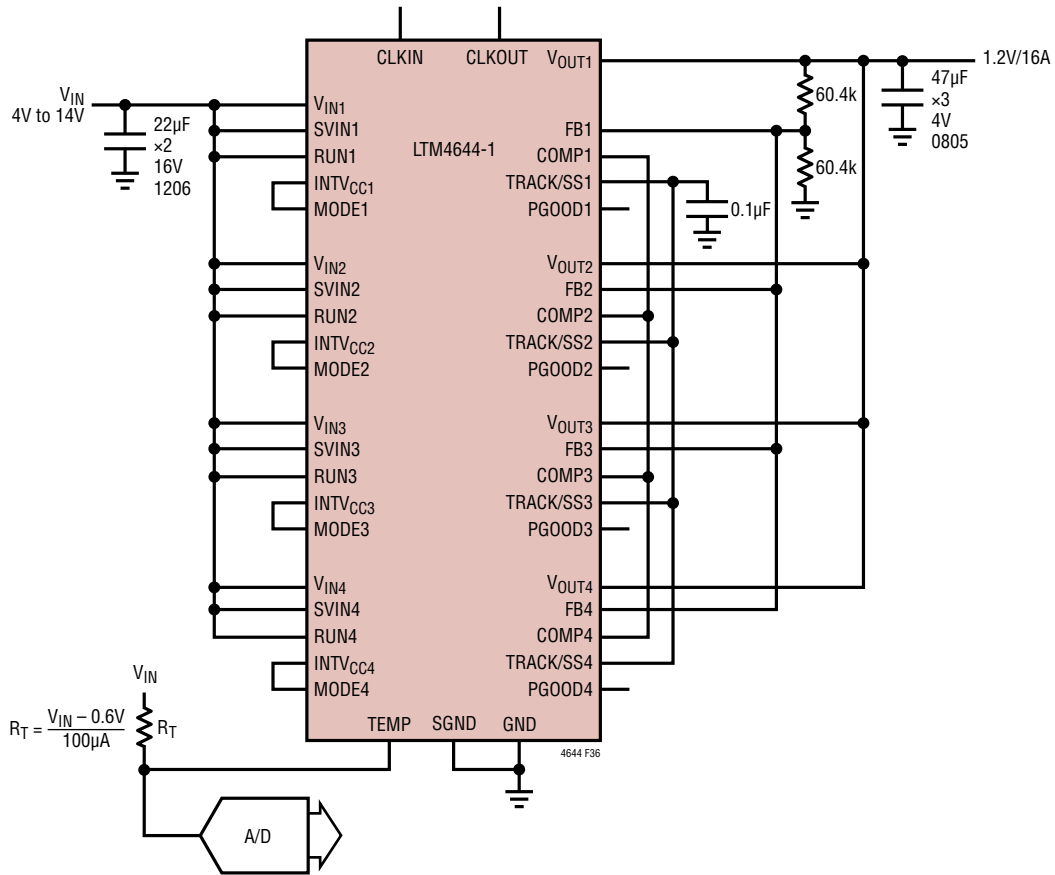 CLKIN
CLKOUT
VOUT1
1.2V/16A
VIN
4V to 14V
22µF
×2
16V
1206
VIN1
SVIN1
RUN1
INTVCC1
MODE1
LTM4644-1
FB1
COMP1
TRACK/SS1
PGOOD1
60.4k
60.4k
47µF
×3
4V
0805
0.1µF
VIN2
SVIN2
RUN2
INTVCC2
MODE2
VOUT2
FB2
COMP2
TRACK/SS2
PGOOD2
VIN3
SVIN3
RUN3
INTVCC3
MODE3
VOUT3
FB3
COMP3
TRACK/SS3
PGOOD3
VIN4
SVIN4
RUN4
INTVCC4
MODE4
VOUT4
FB4
COMP4
TRACK/SS4
PGOOD4
TEMP
SGND
GND
4644 F36
VIN
RT = VIN – 0.6V
100µA
RT
A/D